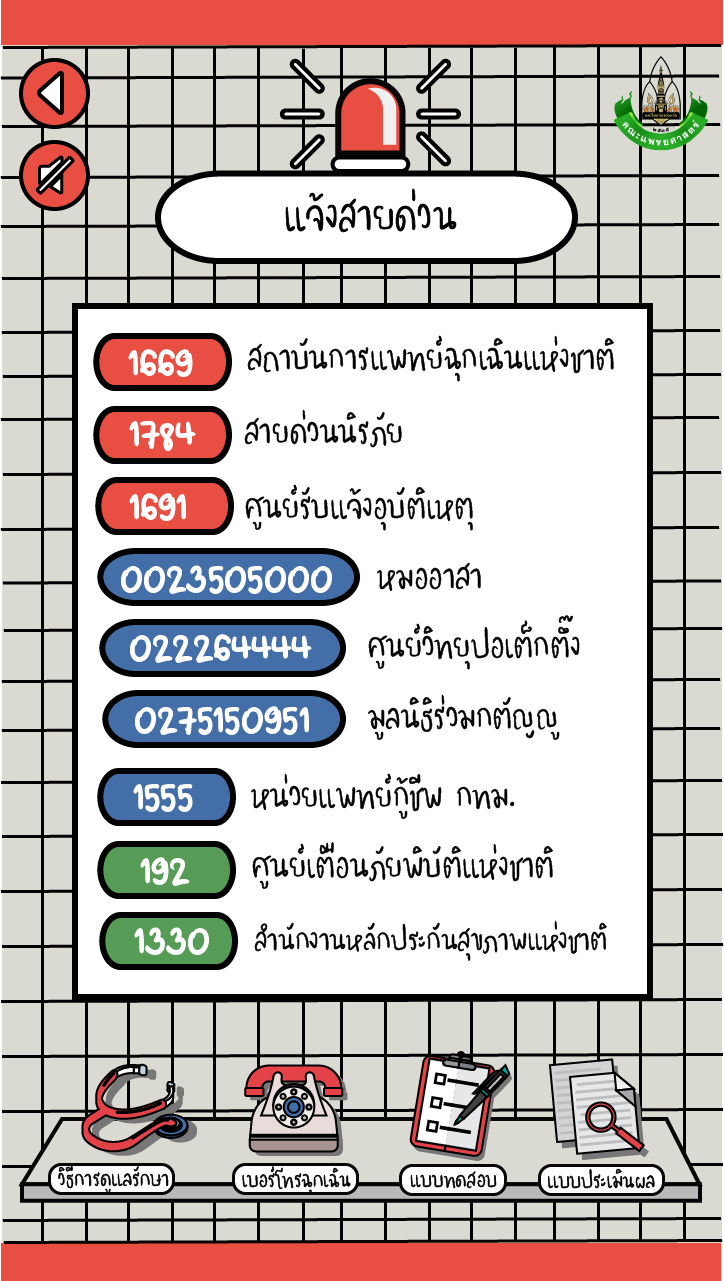 คณะแพทยศาสตร์
แจ้งสายด่วน
1669 สถาบันการแพทย์ฉุกเฉินแห่งชาติ
1784 สายด่วนนิรภัย
1691 ศูนย์รับแจ้งอุบัติเหตุ
0023505000 หมออาสา
022264444 ศูนย์วิทยุปอเต็กตึ๊ง
0275150951 มูลนิธิร่วมกตัญญู
1555 หน่วยแพทย์กู้ชีพ กทม.
192 ศูนย์เตือนภัยพิบัติแห่งชาติ
1330 สำนักงานหลักประกันสุขภาพแห่งชาติ
วิธีการดูแลรักษา เบอร์โทรฉุกเฉิน แบบทดสอบ แบบประเมินผล